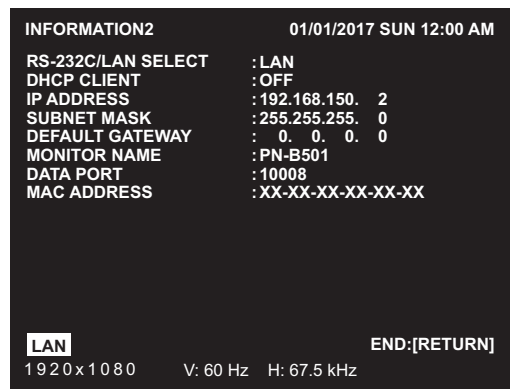 INFORMATION2 01/01/2017 SUN 12:00 AM
RS-232C/LAN SELECT :LAN
DHCP CLIENT :OFF
IP ADDRESS :192.168.150. 2
SUBNET MASK :255.255.255. 0
DEFAULT GATEWAY : 0. 0. 0. 0
MONITOR NAME :PN-B501
DATA PORT :10008
MAC ADDRESS :XX-XX-XX-XX-XX-XX
LAN END:[RETURN]
1920x1080 V: 60 Hz H: 67.5 kHz